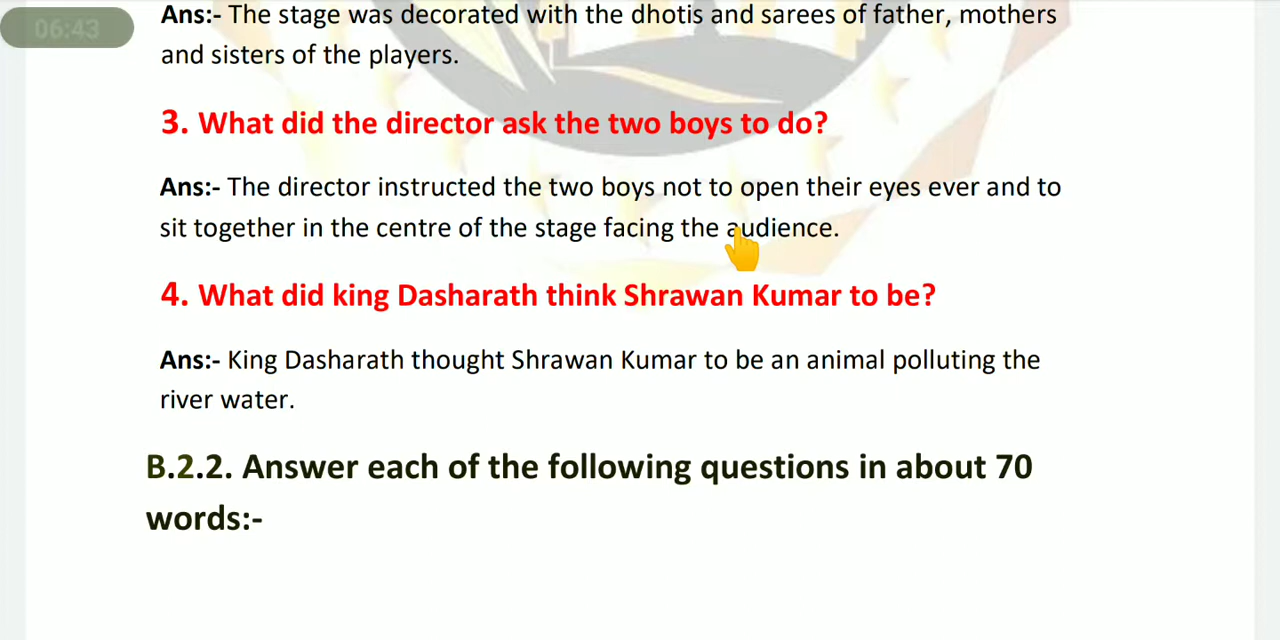 06:43
Ans:- The stage was decorated with the dhotis and sarees of father, mothers
and sisters of the players.
3. What did the director ask the two boys to do?
Ans:- The director instructed the two boys not to open their eyes ever and to
sit together in the centre of the stage facing the audience.
4. What did king Dasharath think Shrawan Kumar to be?
Ans:- King Dasharath thought Shrawan Kumar to be an animal polluting the
river water.
B.2.2. Answer each of the following questions in about 70
words:-